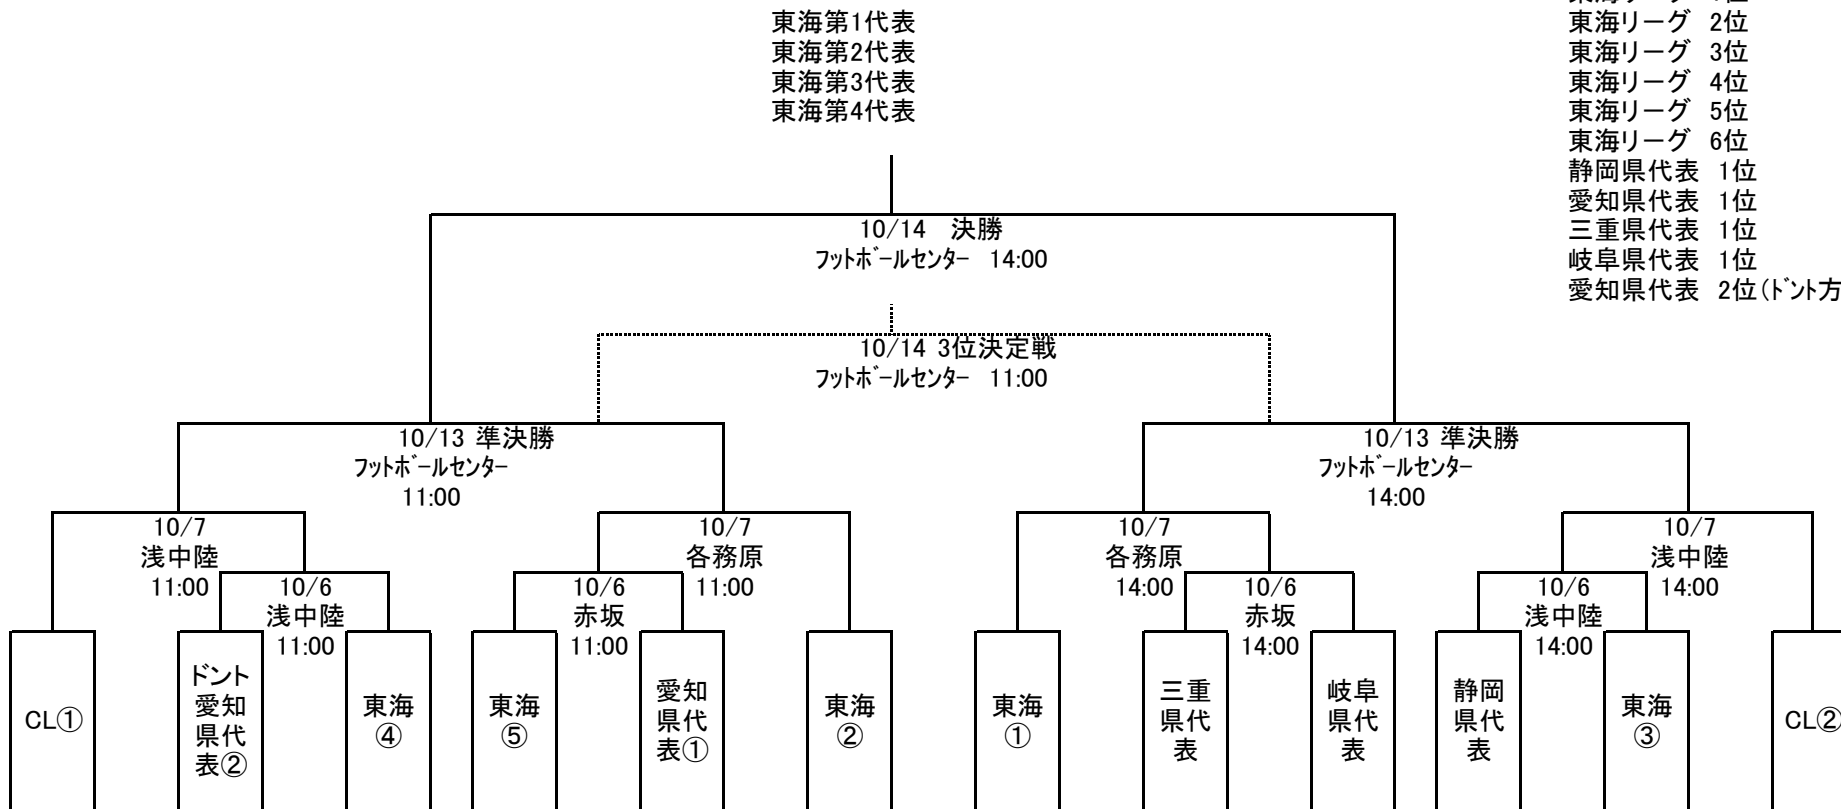 東海第1代表
東海第2代表
東海第3代表
東海第4代表
東海リーグ 2位
東海リーグ 3位
東海リーグ 4位
東海リーグ 5位
東海リーグ 6位
静岡県代表 1位
愛知県代表 1位
三重県代表 1位
岐阜県代表 1位
愛知県代表 2位(ﾄﾞﾝﾄ方
10/14 決勝
ﾌｯﾄﾎﾞｰﾙｾﾝﾀｰ 14:00
10/14 3位決定戦
ﾌｯﾄﾎﾞｰﾙｾﾝﾀｰ 11:00
10/13 準決勝
ﾌｯﾄﾎﾞｰﾙｾﾝﾀｰ
11:00
10/13 準決勝
ﾌｯﾄﾎﾞｰﾙｾﾝﾀｰ
14:00
10/7
浅中陸
11:00
10/7
各務原
11:00
10/7
各務原
14:00
10/7
浅中陸
14:00
10/6
浅中陸
11:00
10/6
赤坂
11:00
10/6
赤坂
14:00
10/6
浅中陸
14:00
CL①
ドント
愛知
県代
表②
東海
④
東海
⑤
愛知
県代
表①
東海
②
東海
①
三重
県代
表
岐阜
県代
表
静岡
県代
表
東海
③
CL②